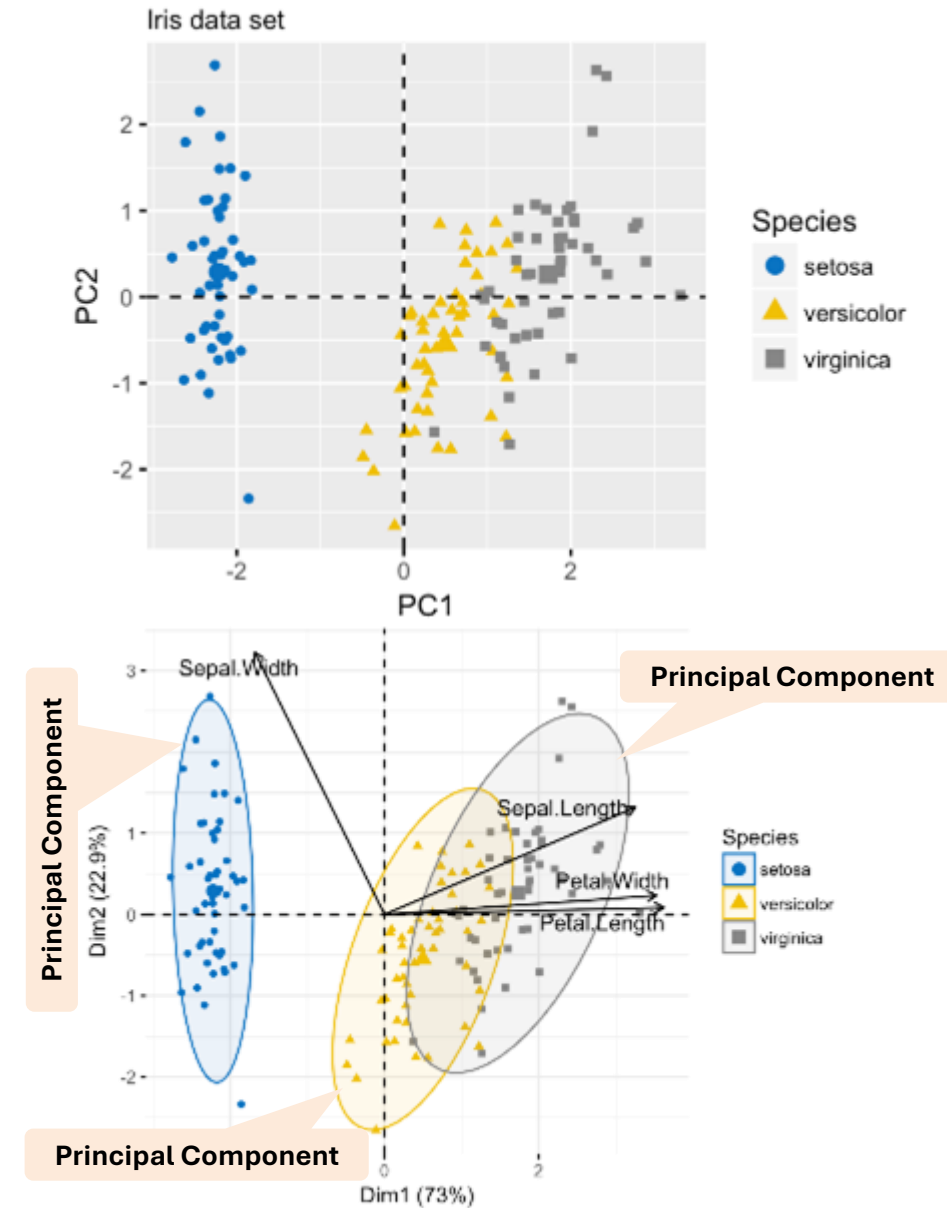 Iris data set
2
1
0
-1
-2
PC2
-2
0
2
PC1
Species
setosa
versicolor
virginica
Principal Component
Principal Component
Sepal.Width
Sepal.Length
Petal.Width
Petal.Length
3
1
0
-1
-2
Dim2 (22.9%)
Species
setosa
versicolor
virginica
Principal Component
0
2
Dim1 (73%)